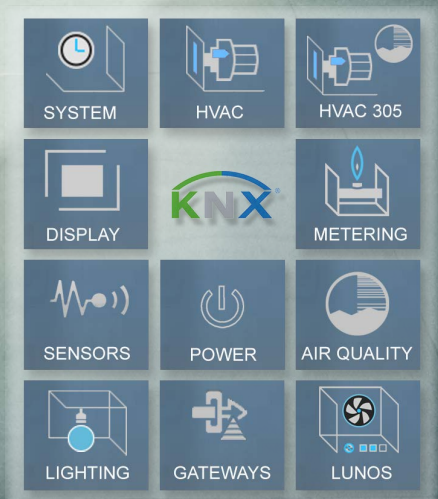 SYSTEM
HVAC
HVAC 305
DISPLAY
KNX
®
METERING
SENSORS
POWER
AIR QUALITY
LIGHTING
GATEWAYS
LUNOS